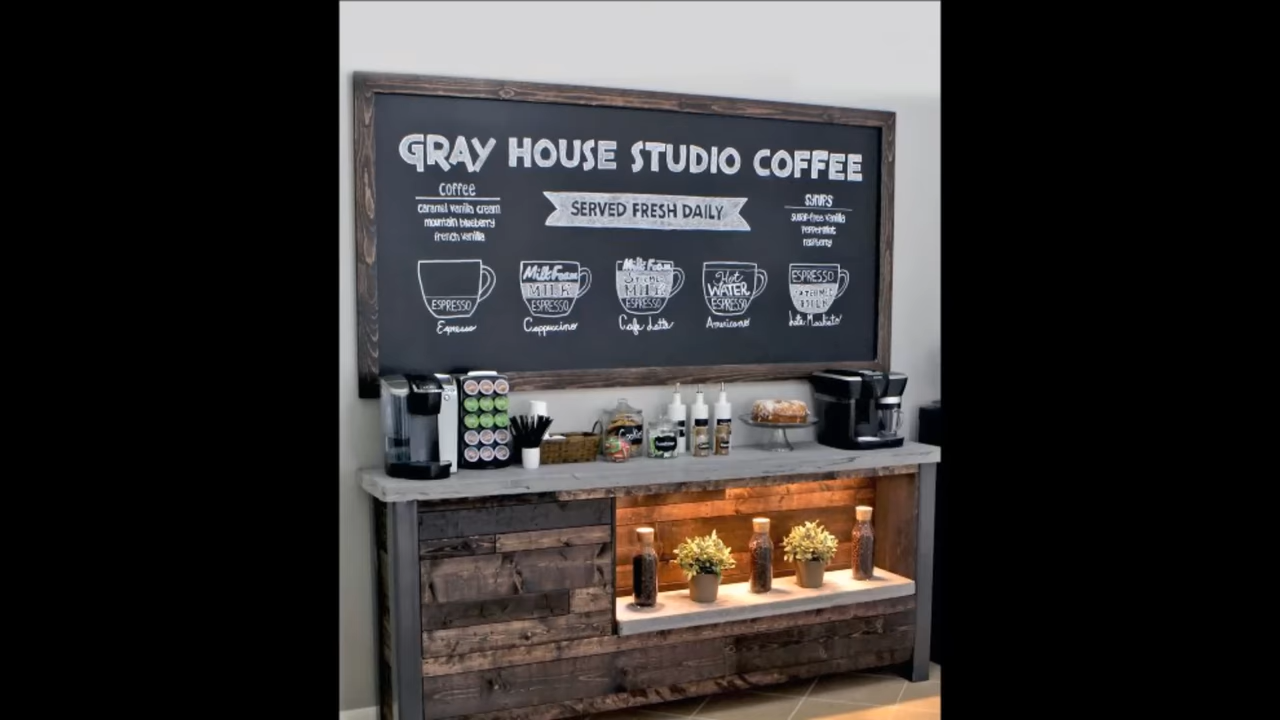 GRAY HOUSE STUDIO COFFEE
Coffee
caramel vanilla cream
mountain blueberry
french vanilla
SERVED FRESH DAILY
SYRUPS
sugar-free vanilla
peppermint
raspberry
ESPRESSO
Espresso
Milk Foam
MILK
ESPRESSO
Cappuccino
Milk Foam
MILK
ESPRESSO
Cafe Latte
Hot
WATER
ESPRESSO
Americano
ESPRESSO
MILK
Cookies